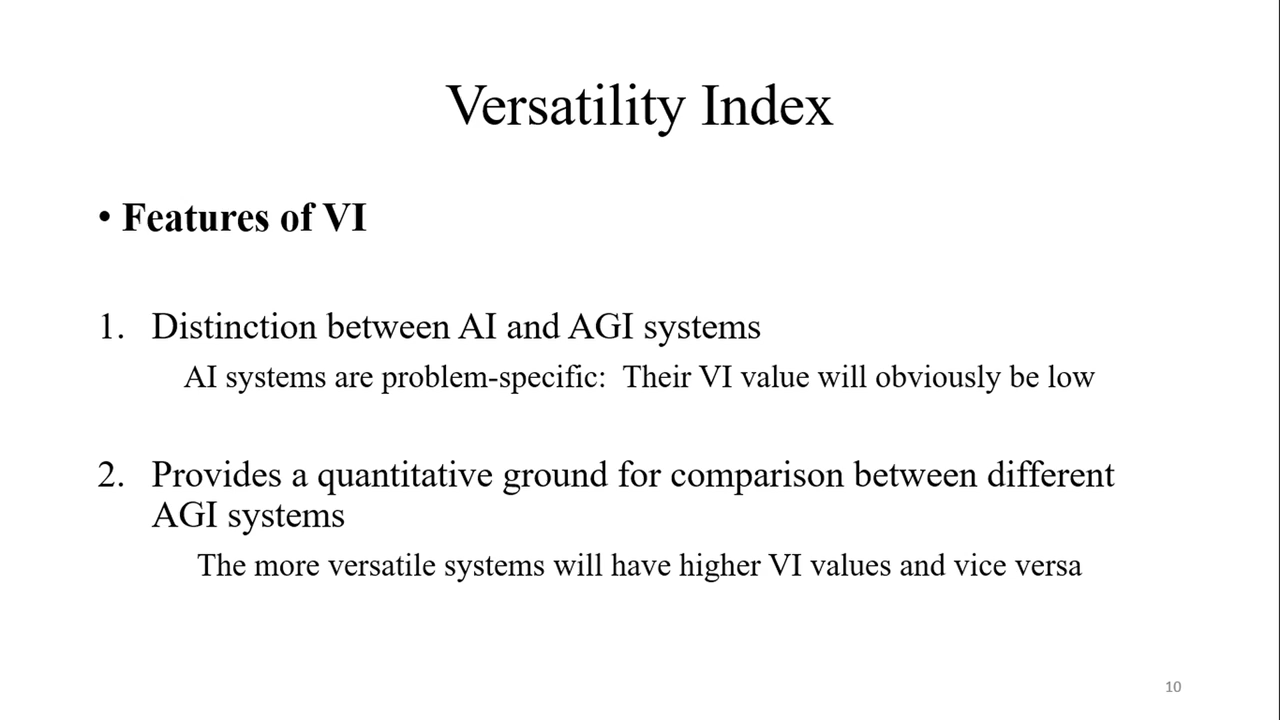 Versatility Index
• Features of VI
1. Distinction between AI and AGI systems
AI systems are problem-specific: Their VI value will obviously be low
2. Provides a quantitative ground for comparison between different
AGI systems
The more versatile systems will have higher VI values and vice versa
10